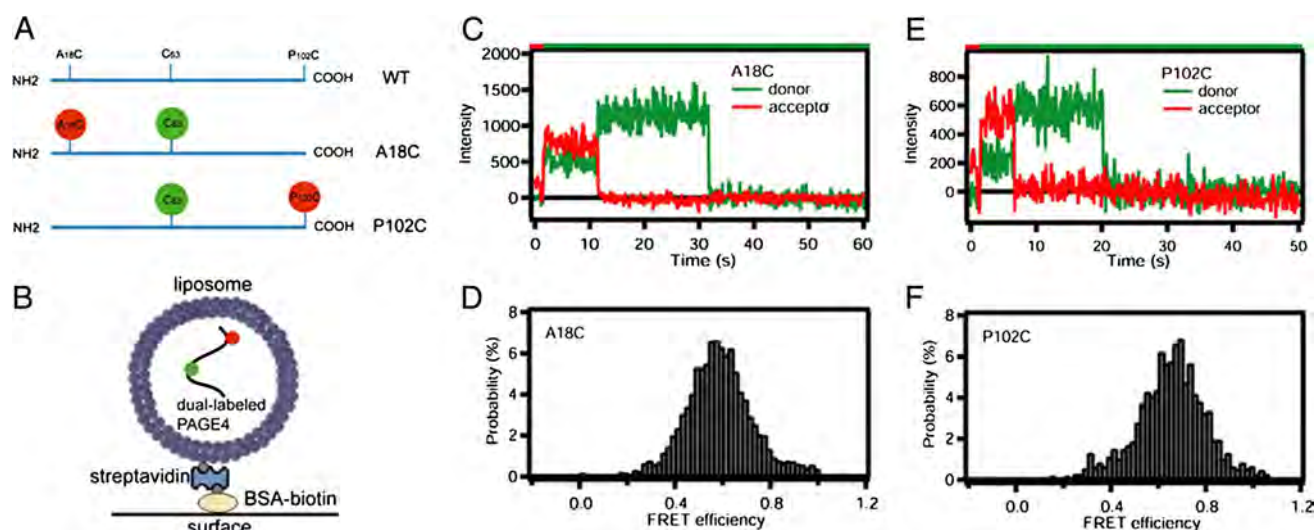 A
A18C C63 P102C
NH2 COOH WT
A18C C63
NH2 COOH A18C
C63 P102C
NH2 COOH P102C
B
liposome
dual-labeled
PAGE4
streptavidin
BSA-biotin
surface
C
2000
1500
1000
500
0
Intensity
A18C
donor
acceptor
0 10 20 30 40 50 60
Time (s)
D
8
6
4
2
0
Probability (%)
A18C
0.0 0.4 0.8 1.2
FRET efficiency
E
800
600
400
200
0
Intensity
P102C
donor
acceptor
0 10 20 30 40 50
Time (s)
F
8
6
4
2
0
Probability (%)
P102C
0.0 0.4 0.8 1.2
FRET efficiency